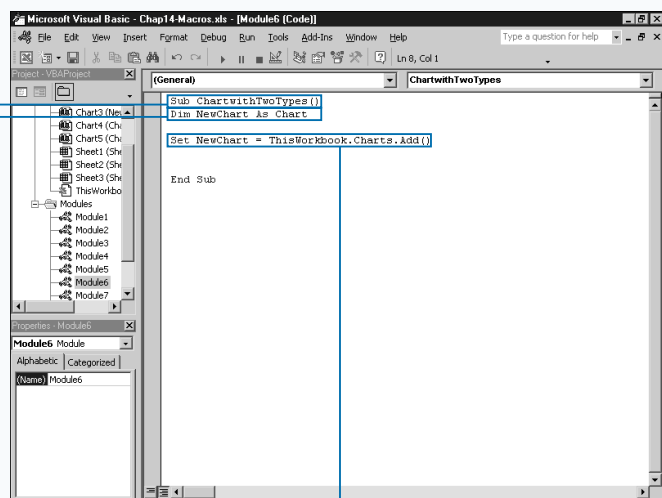 Microsoft Visual Basic - Chap14-Macros.xls - [Module6 (Code)]
File Edit View Insert Format Debug Run Tools Add-Ins Window Help Type a question for help
Ln 8, Col 1
Project - VBAProject
(General) ChartwithTwoTypes
Chart3 (Ne
Chart4 (Cha
Chart5 (Cha
Sheet1 (She
Sheet2 (She
Sheet3 (She
ThisWorkbo
Modules
Module1
Module2
Module3
Module4
Module5
Module6
Module7
Sub ChartwithTwoTypes()
Dim NewChart As Chart
Set NewChart = ThisWorkbook.Charts.Add()
End Sub
Properties - Module6
Module6 Module
Alphabetic Categorized
(Name) Module6